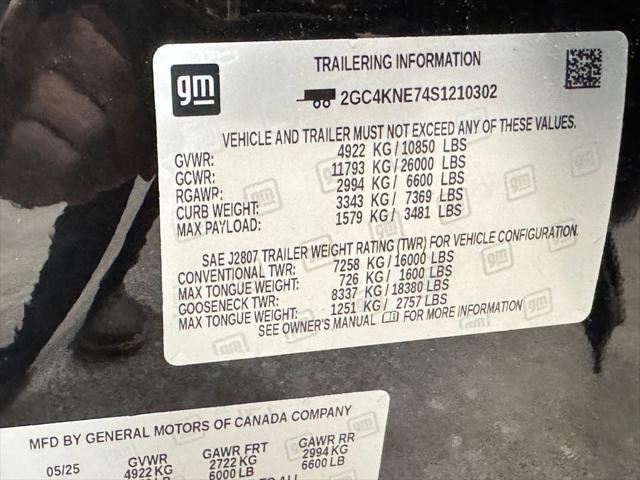 gm
TRAILERING INFORMATION
2GC4KNE74S1210302
VEHICLE AND TRAILER MUST NOT EXCEED ANY OF THESE VALUES.
GVWR: 4922 KG/ 10850 LBS
GCWR: 11793 KG/ 26000 LBS
RGAWR: 2994 KG/ 6600 LBS
CURB WEIGHT: 3343 KG/ 7369 LBS
MAX PAYLOAD: 1579 KG/ 3481 LBS
SAE J2807 TRAILER WEIGHT RATING (TWR) FOR VEHICLE CONFIGURATION.
CONVENTIONAL TWR: 7258 KG/ 16000 LBS
MAX TONGUE WEIGHT: 726 KG/ 1600 LBS
GOOSENECK TWR: 8337 KG/ 18380 LBS
MAX TONGUE WEIGHT: 1251 KG/ 2757 LBS
SEE OWNER'S MANUAL FOR MORE INFORMATION
MFD BY GENERAL MOTORS OF CANADA COMPANY
05/25 GVWR GAWR FRT GAWR RR
4922 KG 2722 KG 2994 KG
6000 LB 6600 LB